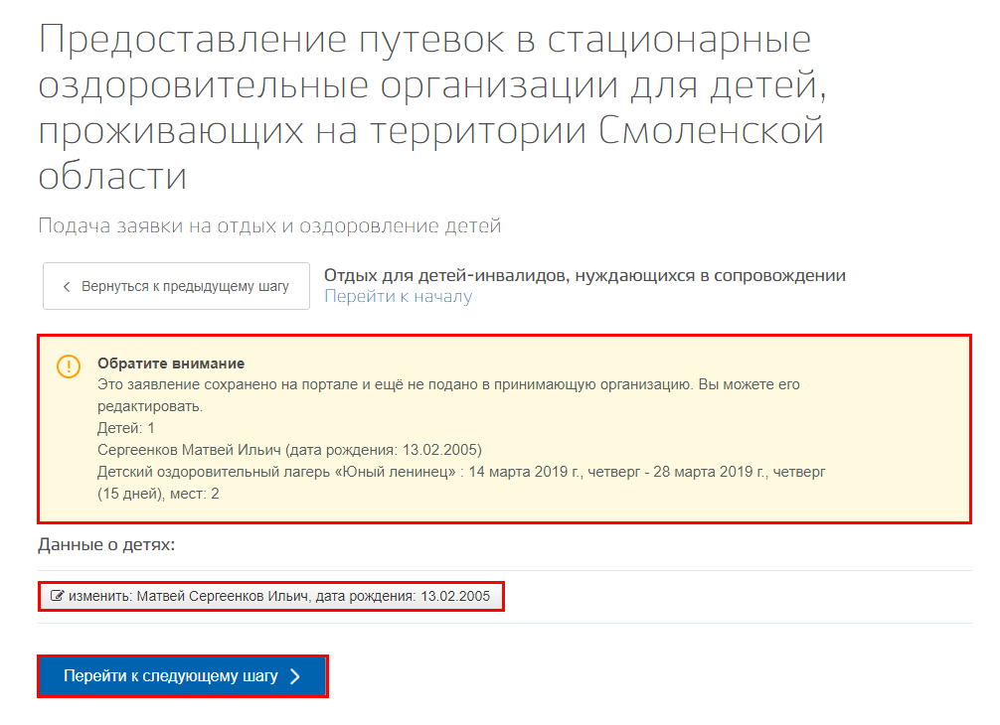 Предоставление путевок в стационарные
оздоровительные организации для детей,
проживающих на территории Смоленской
области
Подача заявки на отдых и оздоровление детей
Вернуться к предыдущему шагу
Отдых для детей-инвалидов, нуждающихся в сопровождении
Перейти к началу
Обратите внимание
Это заявление сохранено на портале и ещё не подано в принимающую организацию. Вы можете его
редактировать.
Детей: 1
Сергеенков Матвей Ильич (дата рождения: 13.02.2005)
Детский оздоровительный лагерь «Юный ленинец» : 14 марта 2019 г., четверг - 28 марта 2019 г., четверг
(15 дней), мест: 2
Данные о детях:
изменить: Матвей Сергеенков Ильич, дата рождения: 13.02.2005
Перейти к следующему шагу